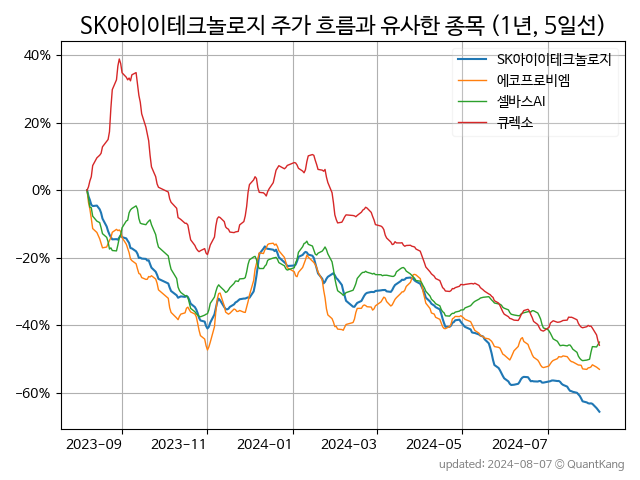 SK아이이테크놀로지 주가 흐름과 유사한 종목 (1년, 5일선)
SK아이이테크놀로지
에코프로비엠
셀바스AI
큐렉소
40%
20%
0%
−20%
−40%
−60%
2023-09 2023-11 2024-01 2024-03 2024-05 2024-07
updated: 2024-08-07 © QuantKang